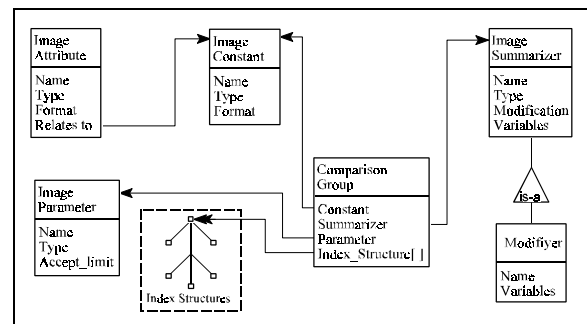 Image
Attribute
Name
Type
Format
Relates to
Image
Constant
Name
Type
Format
Image
Summarizer
Name
Type
Modification
Variables
Comparison
Group
Constant
Summarizer
Parameter
Index_Structure[ ]
Image
Parameter
Name
Type
Accept_limit
Index Structures
is-a
Modifiyer
Name
Variables